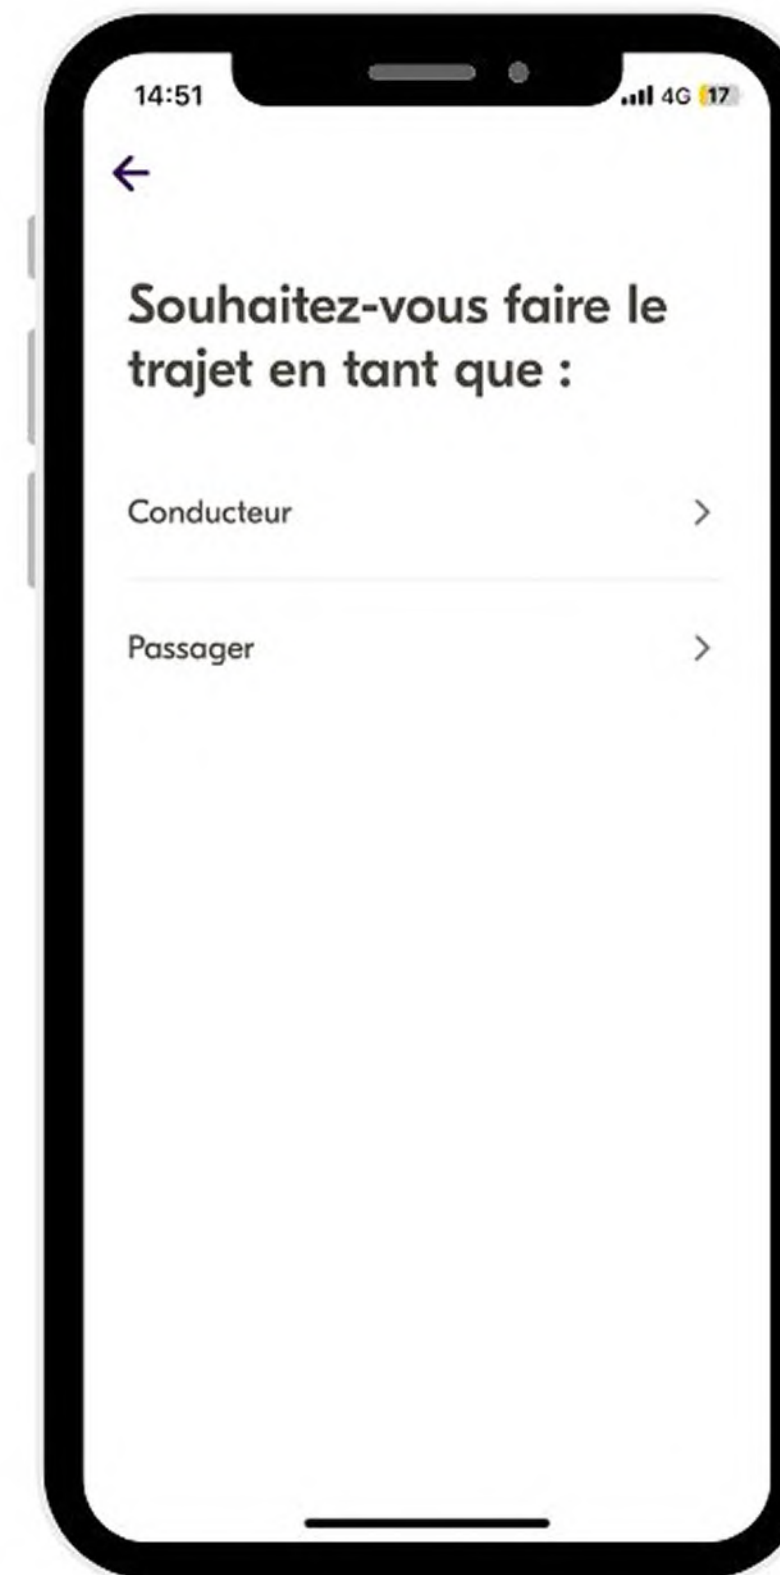 14:51 4G 17
Souhaitez-vous faire le
trajet en tant que :
Conducteur
Passager